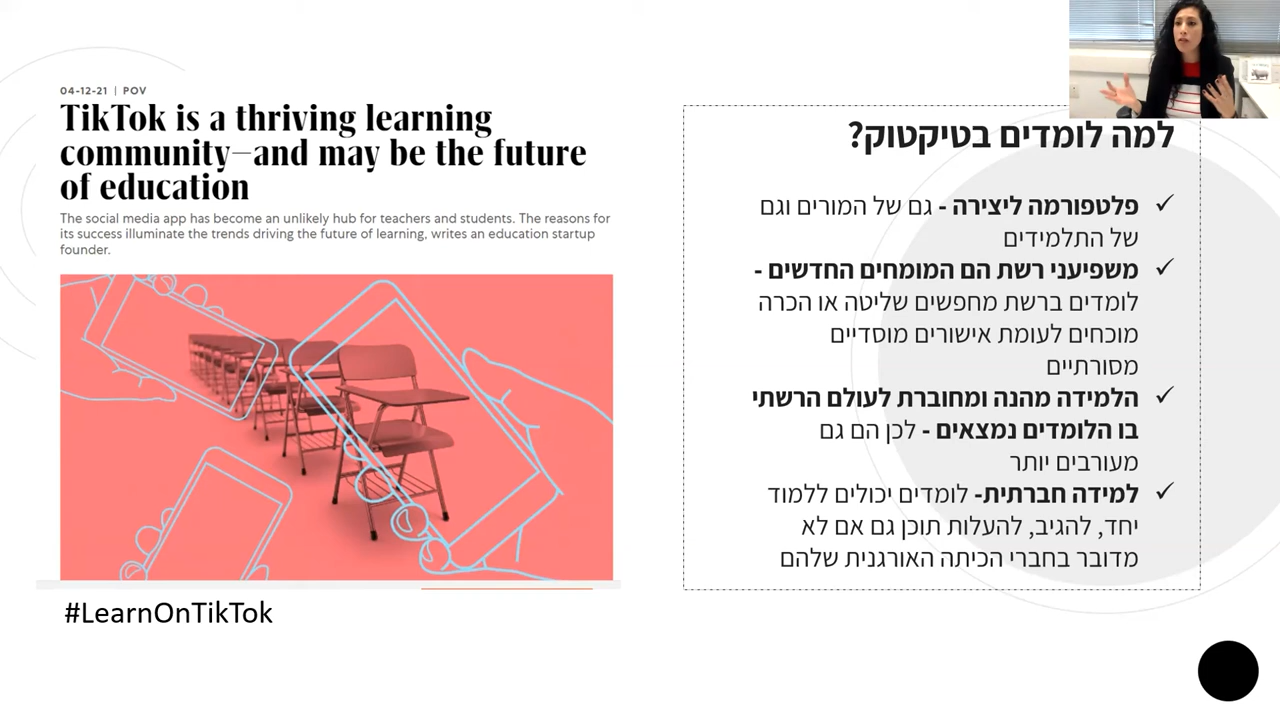 04-12-21 | POV
TikTok is a thriving learning
community—and may be the future
of education
The social media app has become an unlikely hub for teachers and students. The reasons for
its success illuminate the trends driving the future of learning, writes an education startup
founder.
#LearnOnTikTok
למה לומדים בטיקטוק?
✓ פלטפורמה ליצירה - גם של המורים וגם
של התלמידים
✓ משפיעני רשת הם המומחים החדשים -
לומדים ברשת מחפשים שליטה או הכרה
מוכחים לעומת אישורים מוסדיים
מסורתיים
✓ הלמידה מהנה ומחוברת לעולם הרשתי
בו הלומדים נמצאים - לכן הם גם
מעורבים יותר
✓ למידה חברתית- לומדים יכולים ללמוד
יחד, להגיב, להעלות תוכן גם אם לא
מדובר בחברי הכיתה האורגנית שלהם